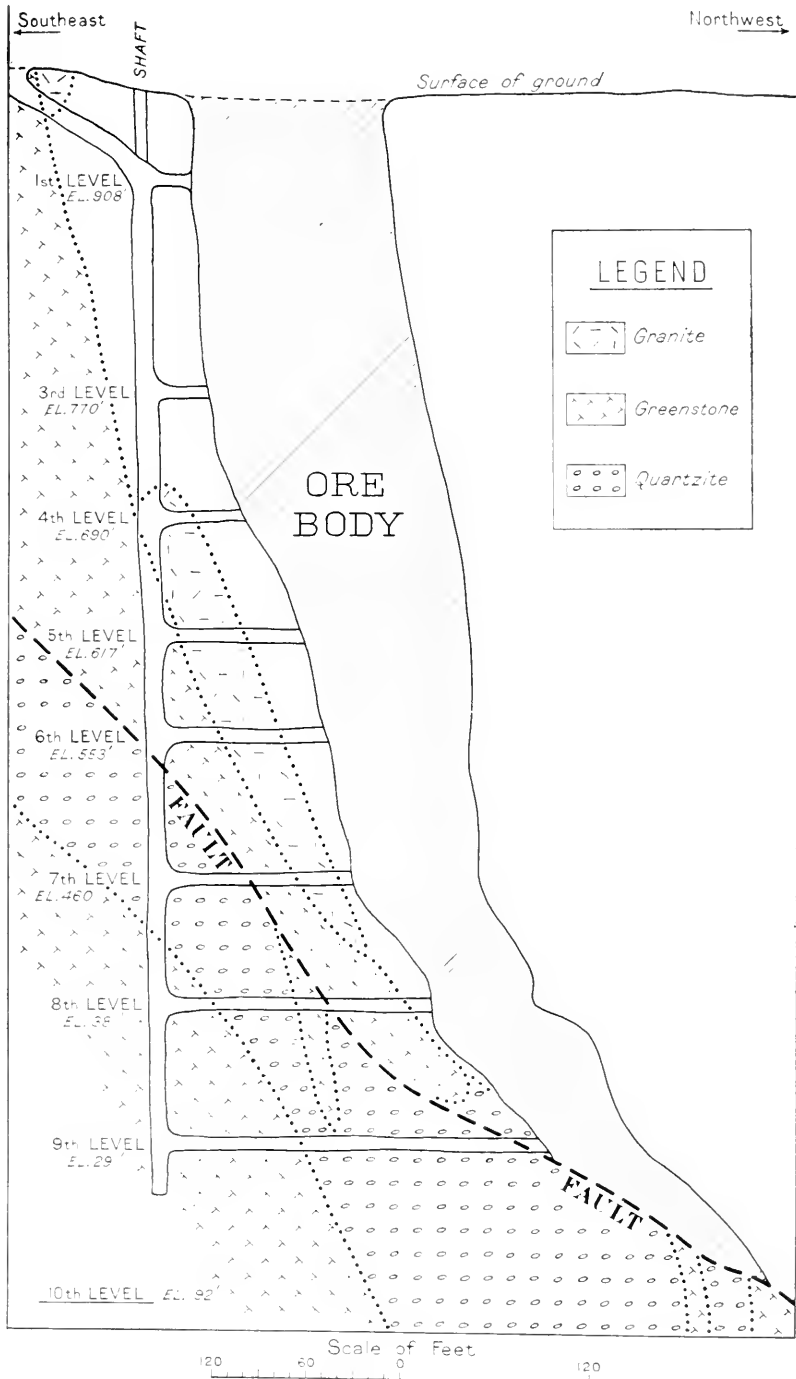 Southeast
Northwest
SHAFT
Surface of ground
1st LEVEL
EL. 908'
LEGEND
Granite
Greenstone
Quartzite
3rd LEVEL
EL. 770'
ORE
BODY
4th LEVEL
EL. 690'
5th LEVEL
EL. 617'
6th LEVEL
EL. 553'
FAULT
7th LEVEL
EL. 460
8th LEVEL
9th LEVEL
FAULT
10th LEVEL EL. 92'
Scale of Feet
120 60 0 120